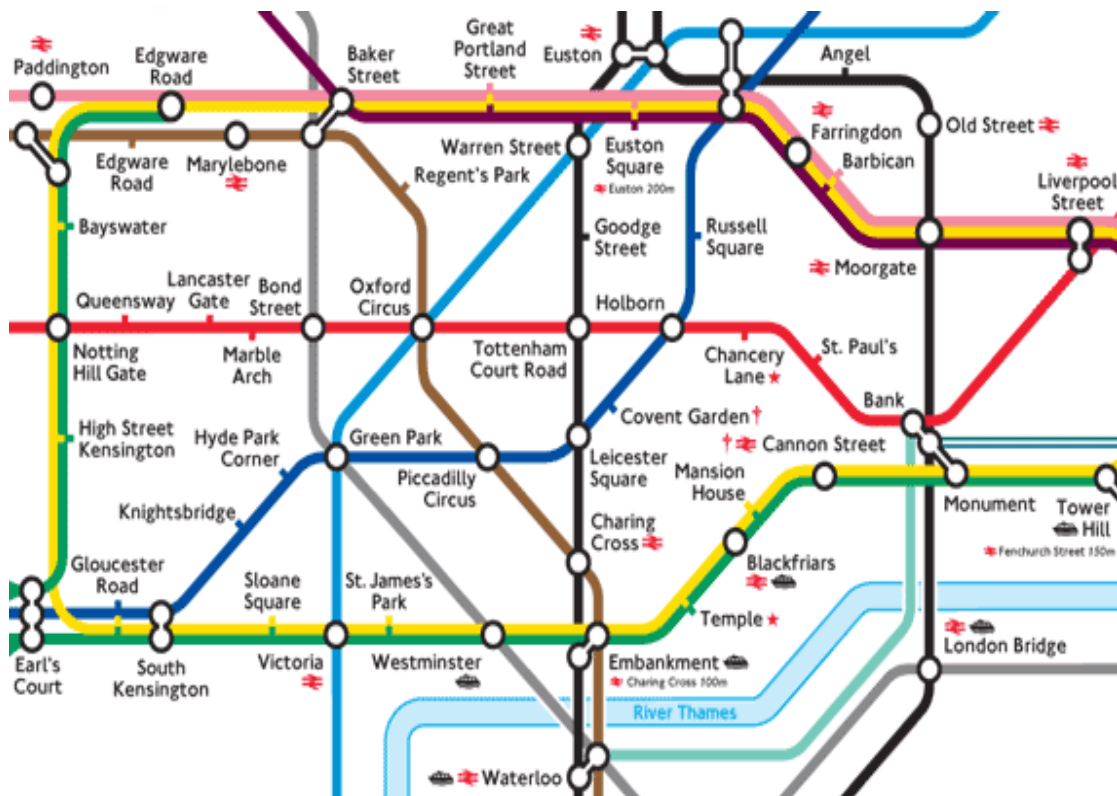 Paddington
Edgware
Road
Baker
Street
Great
Portland
Street
Euston
Angel
Edgware
Road
Marylebone
Regent's Park
Warren Street
Euston
Square
Euston 200m
Farringdon
Barbican
Old Street
Liverpool
Street
Bayswater
Goodge
Street
Russell
Square
Moorgate
Queensway
Lancaster
Gate
Bond
Street
Oxford
Circus
Holborn
Notting
Hill Gate
Marble
Arch
Tottenham
Court Road
Chancery
Lane ★
St. Paul's
Bank
High Street
Kensington
Hyde Park
Corner
Green Park
Piccadilly
Circus
Covent Garden †
Leicester
Square
† Cannon Street
Mansion
House
Monument
Tower
Hill
Fenchurch Street 150m
Knightsbridge
Charing
Cross
Blackfriars
Gloucester
Road
Sloane
Square
St. James's
Park
Temple ★
Earl's
Court
South
Kensington
Victoria
Westminster
Embankment
Charing Cross 100m
London Bridge
River Thames
Waterloo